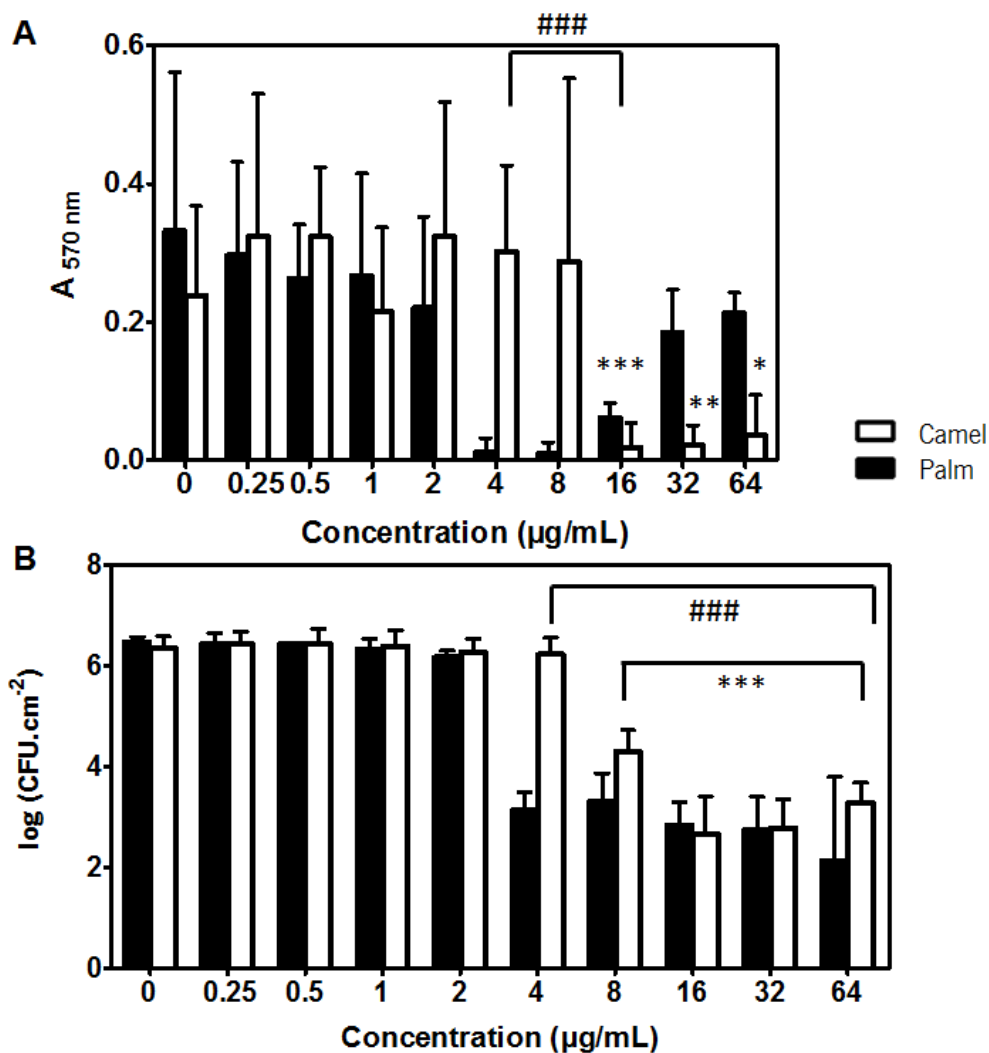 A
###
0.6
0.4
0.2
0.0
A 570 nm
***
**
*
0 0.25 0.5 1 2 4 8 16 32 64
Concentration (µg/mL)
Camel
Palm
B
8
6
4
2
0
log (CFU.cm-2)
###
***
0 0.25 0.5 1 2 4 8 16 32 64
Concentration (µg/mL)